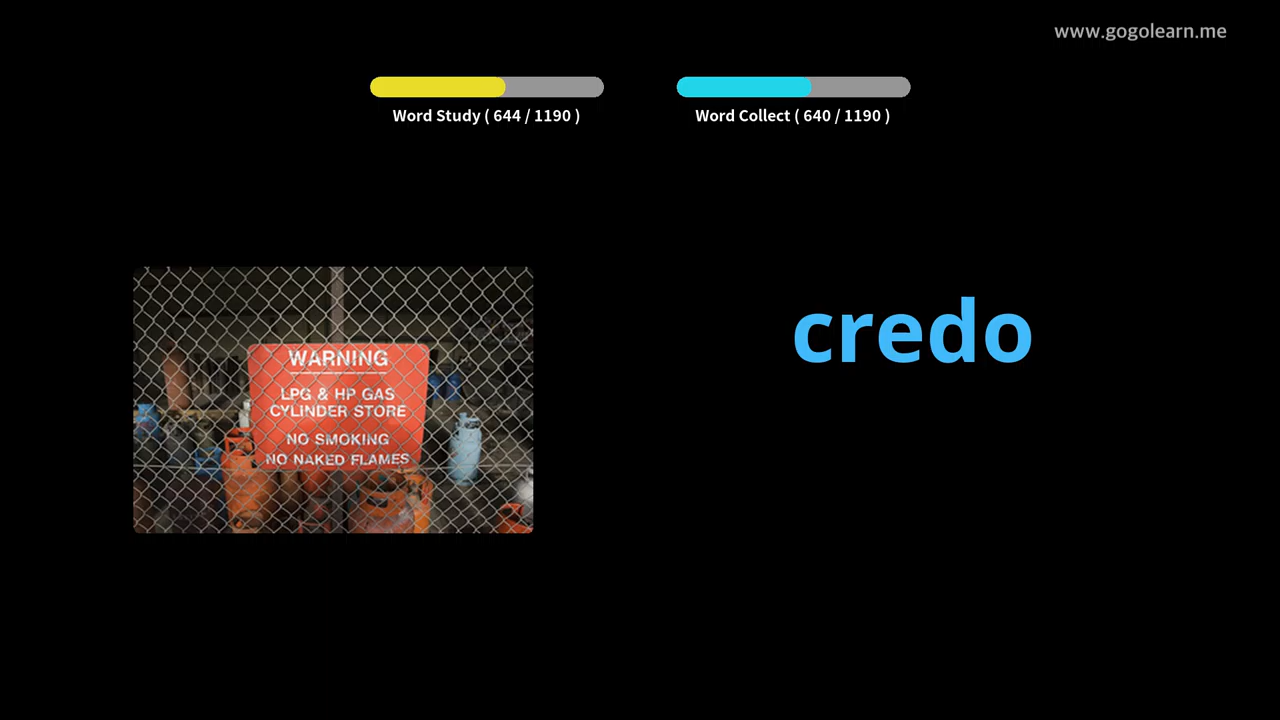 www.gogolearn.me
Word Study ( 644 / 1190 )
Word Collect ( 640 / 1190 )
credo
WARNING
LPG & HP GAS
CYLINDER STORE
NO SMOKING
NO NAKED FLAMES